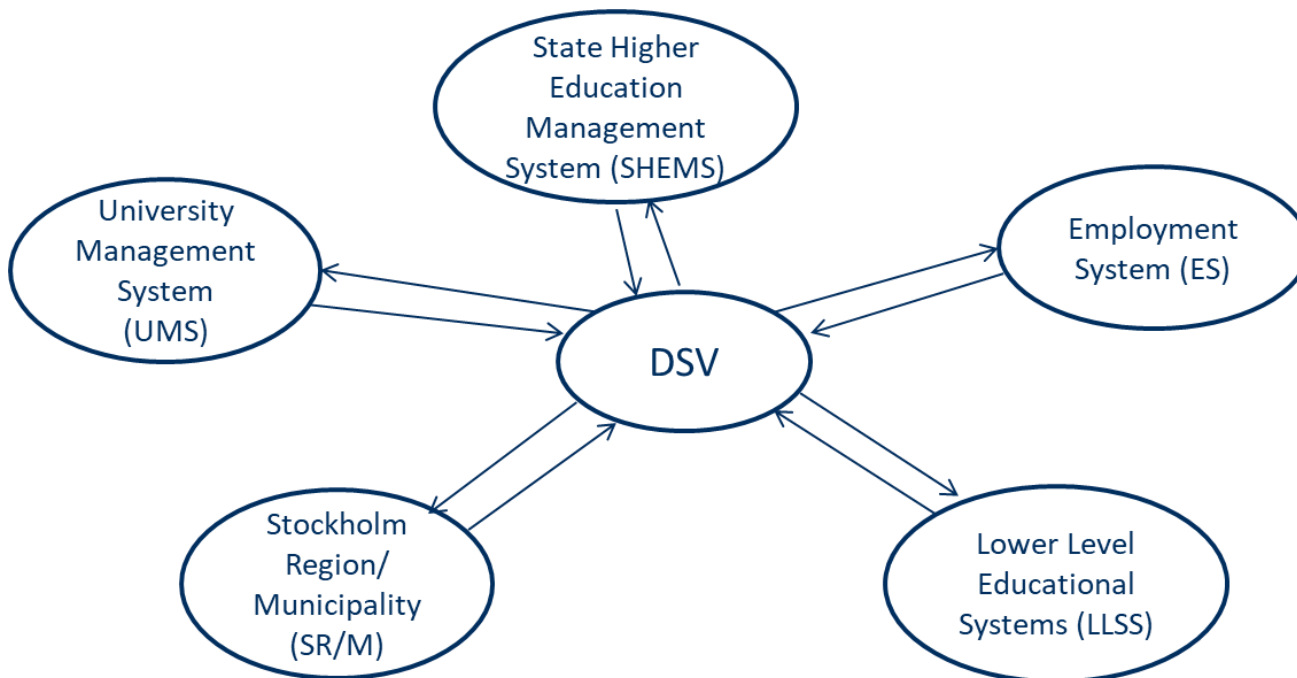 State Higher
Education
Management
System (SHEMS)
University
Management
System
(UMS)
Employment
System (ES)
DSV
Stockholm
Region/
Municipality
(SR/M)
Lower Level
Educational
Systems (LLSS)